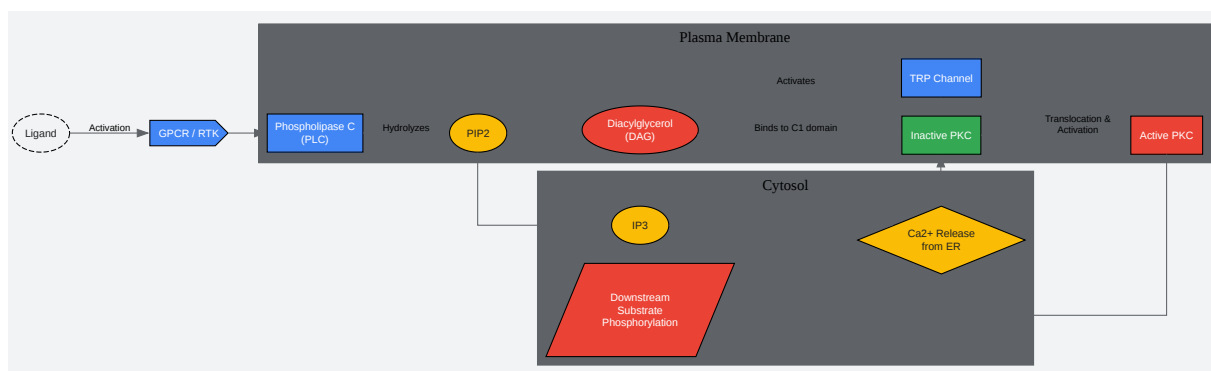 Plasma Membrane
Ligand
Activation
GPCR / RTK
Phospholipase C
(PLC)
Hydrolyzes
PIP2
Diacylglycerol
(DAG)
Activates
Binds to C1 domain
TRP Channel
Inactive PKC
Translocation &
Activation
Active PKC
Cytosol
IP3
Ca2+ Release
from ER
Downstream
Substrate
Phosphorylation